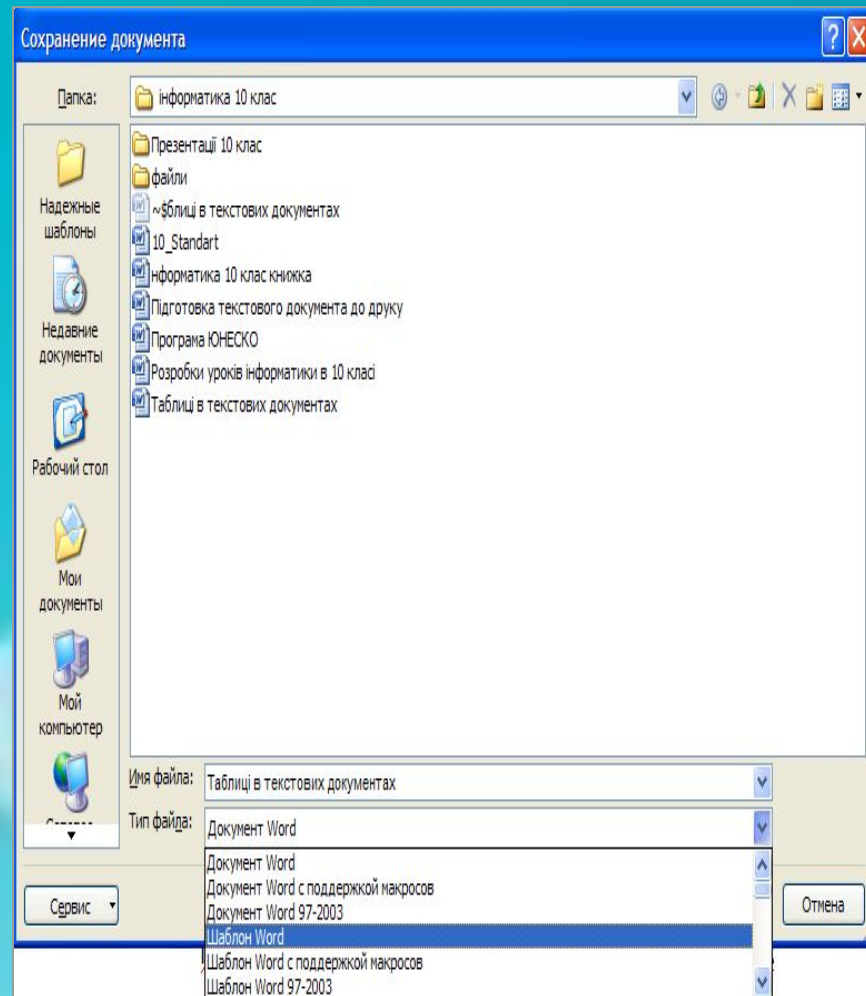 Сохранение документа
Папка:
інформатика 10 клас
Надежные
шаблоны
Недавние
документы
Рабочий стол
Мои
документы
Мой
компьютер
Презентації 10 клас
файли
~$блиці в текстових документах
10_Standart
нформатика 10 клас книжка
Підготовка текстового документа до друку
Програма ЮНЕСКО
Розробки уроків інформатики в 10 класі
Таблиці в текстових документах
Имя файла:
Таблиці в текстових документах
Тип файла:
Документ Word
Документ Word
Документ Word с поддержкой макросов
Документ Word 97-2003
Шаблон Word
Шаблон Word с поддержкой макросов
Шаблон Word 97-2003
Сервис
Отмена